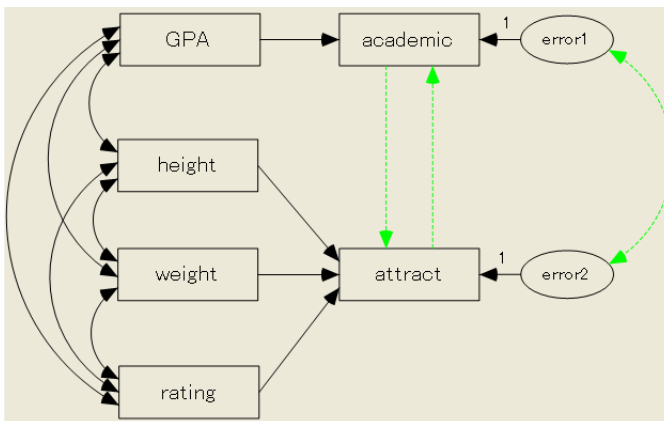 GPA
academic
1
error1
height
weight
attract
1
error2
rating